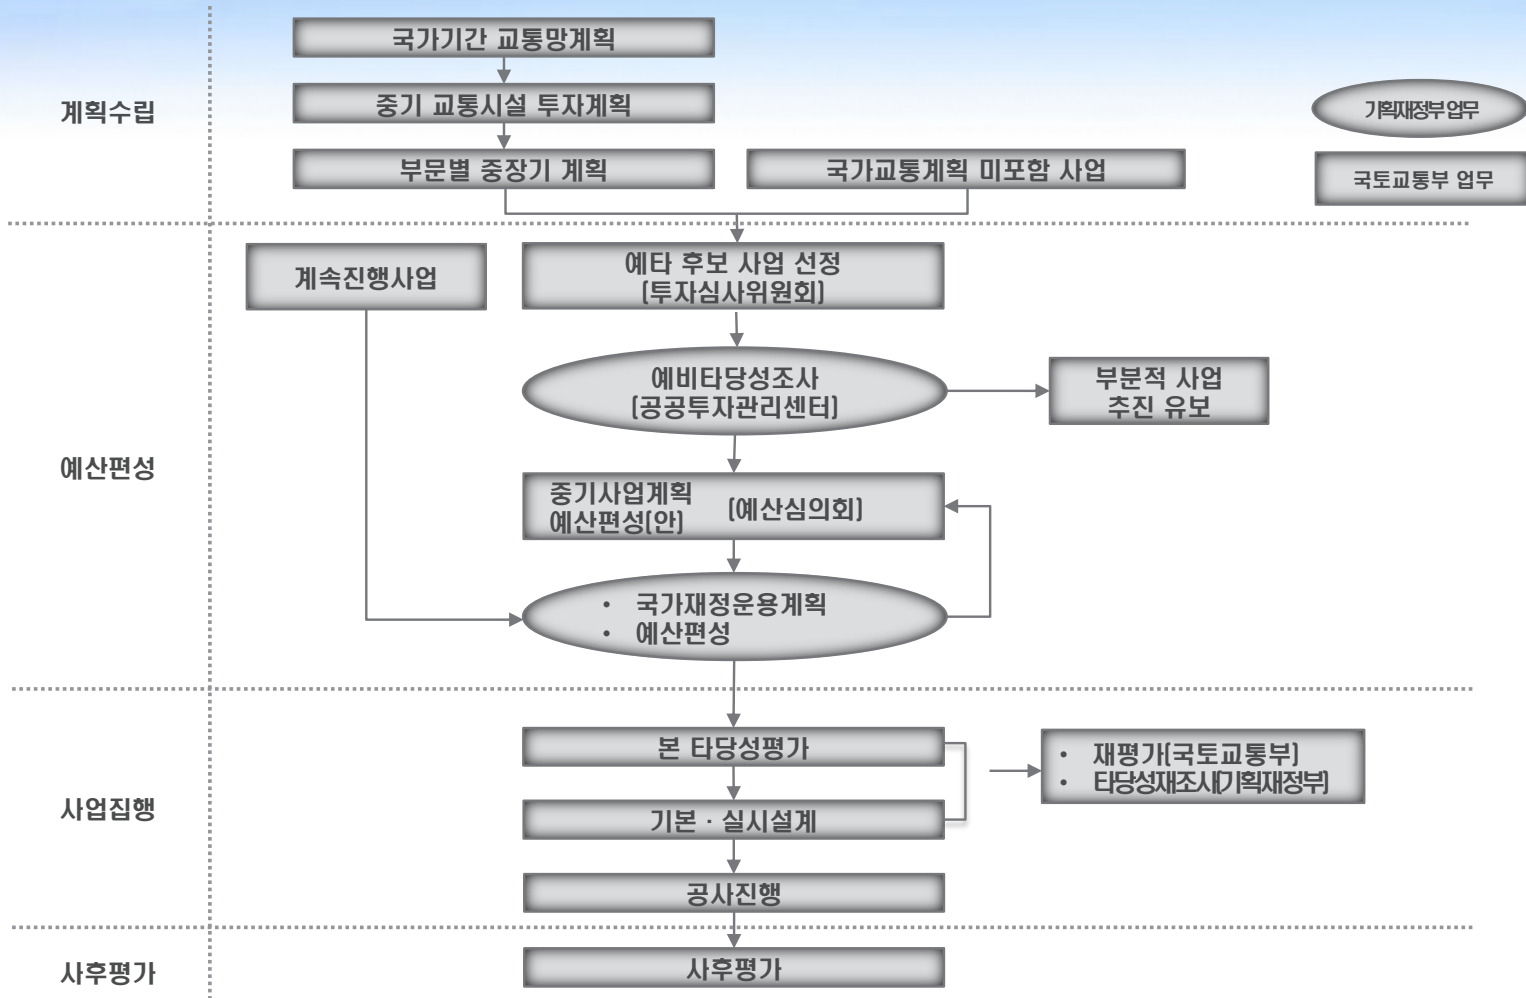 국가기간 교통망계획
계획수립
중기 교통시설 투자계획
기획재정부 업무
부문별 중장기 계획
국가교통계획 미포함 사업
국토교통부 업무
계속진행사업
예타 후보 사업 선정
(투자심사위원회)
예비타당성조사
(공공투자관리센터)
부분적 사업
추진 유보
예산편성
중기사업계획
예산편성(안)
(예산심의회)
• 국가재정운용계획
• 예산편성
본 타당성평가
• 재평가(국토교통부)
• 타당성재조사(기획재정부)
사업집행
기본 · 실시설계
공사진행
사후평가
사후평가